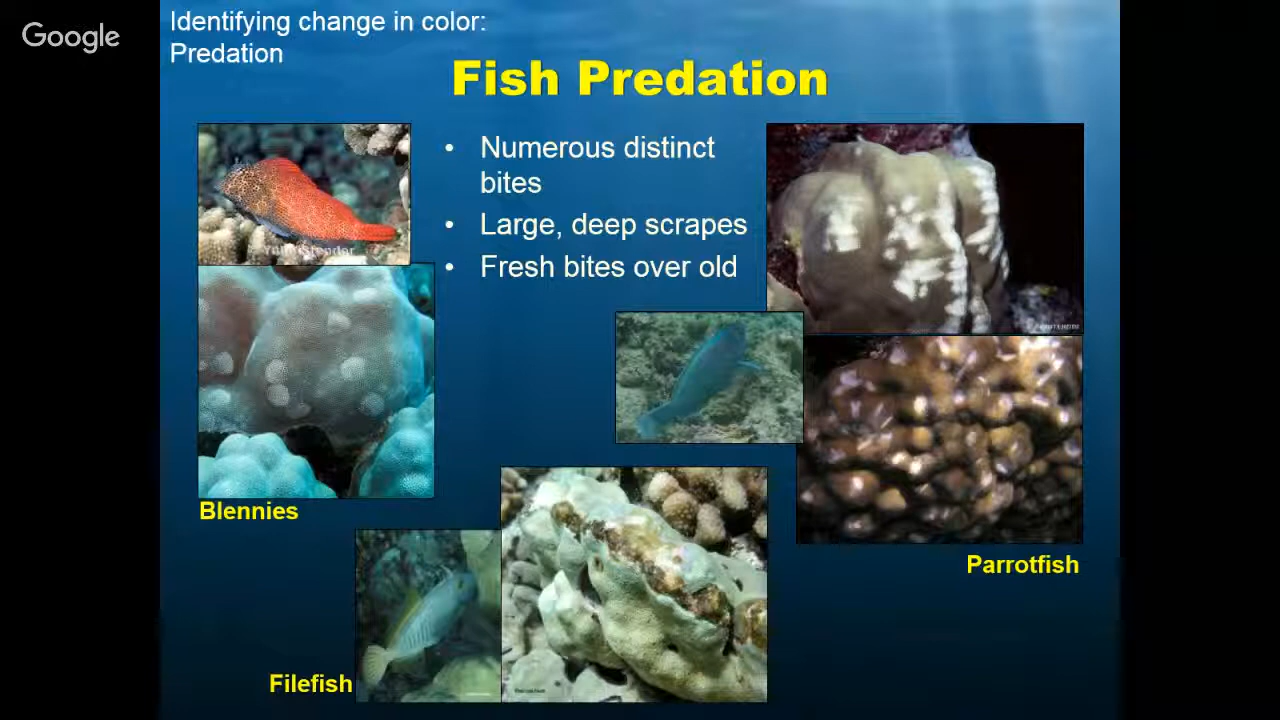 Google
Identifying change in color:
Predation
Fish Predation
• Numerous distinct
bites
• Large, deep scrapes
• Fresh bites over old
Blennies
Parrotfish
Filefish